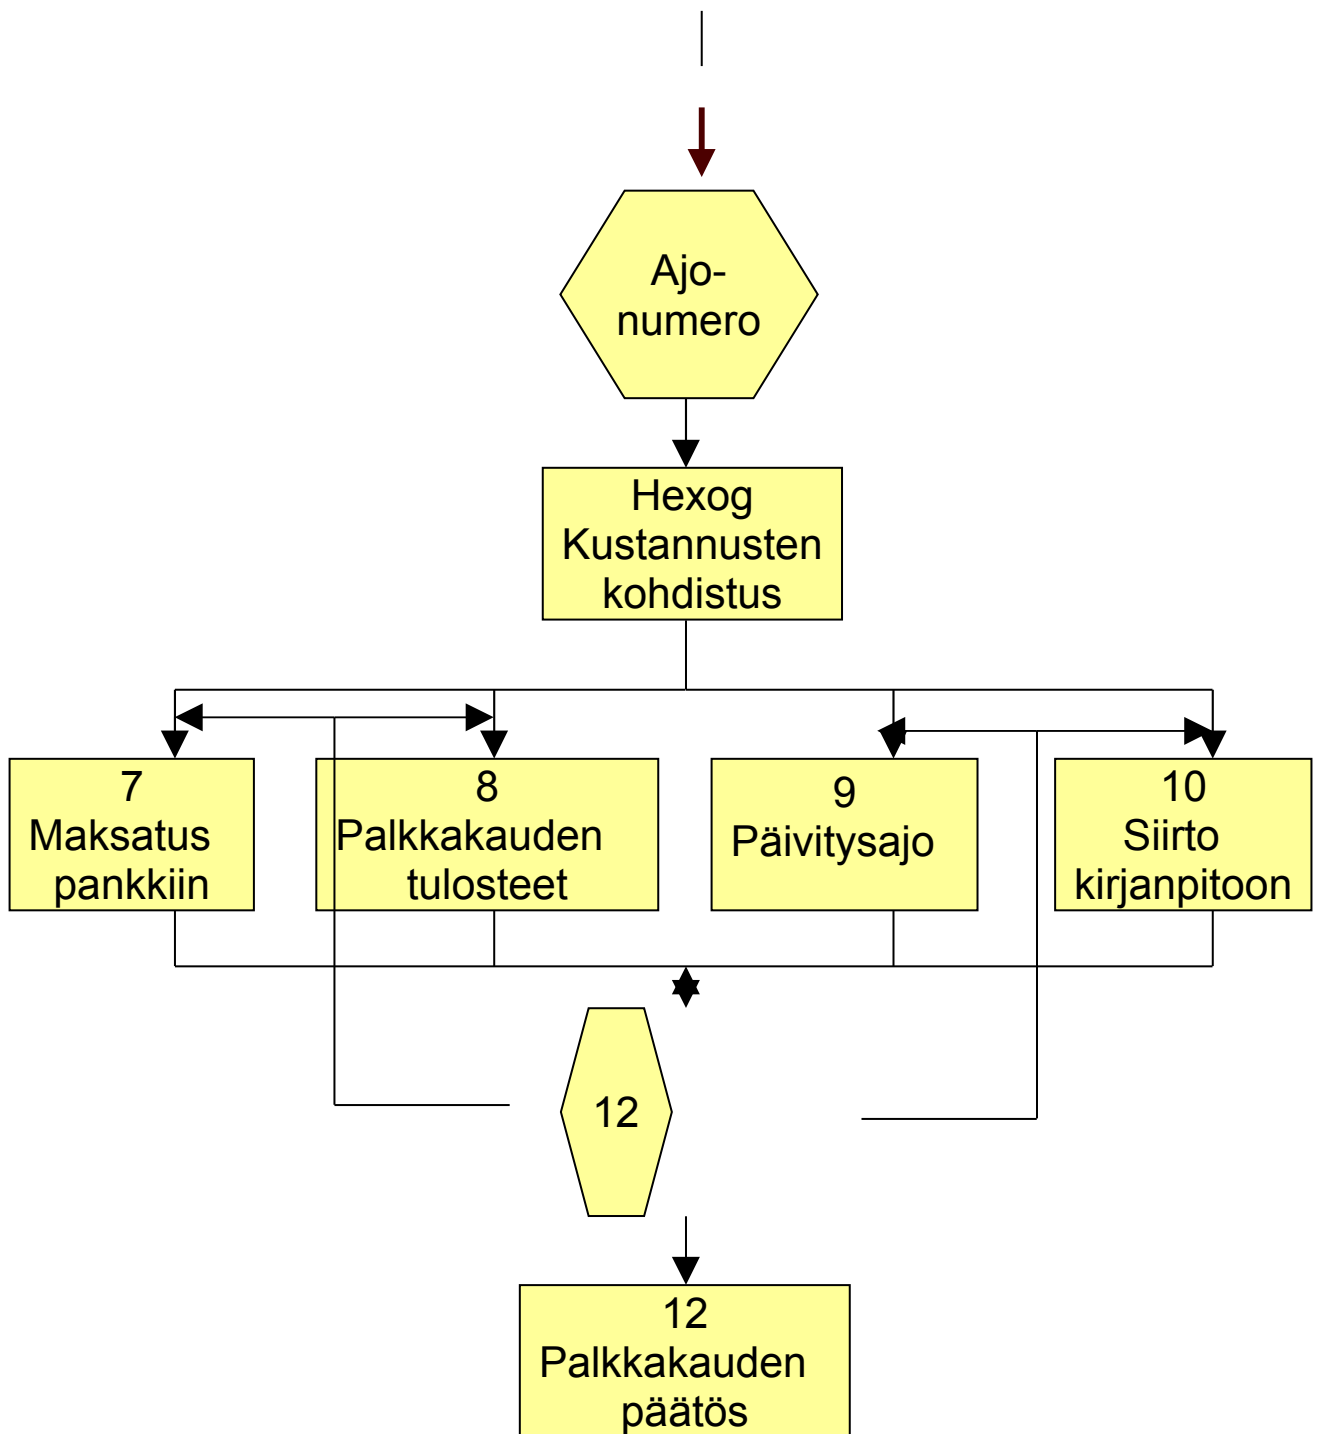 Ajo-
numero
Hexog
Kustannusten
kohdistus
7
Maksatus
pankkiin
8
Palkkakauden
tulosteet
9
Päivitysajo
10
Siirto
kirjanpitoon
12
12
Palkkakauden
päätös